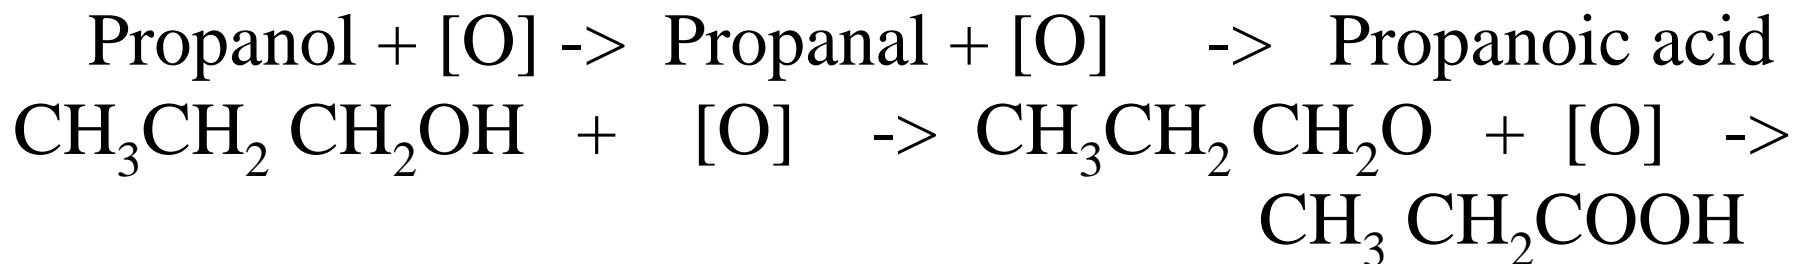 Propanol + [O] -> Propanal + [O] -> Propanoic acid
CH₃CH₂ CH₂OH + [O] -> CH₃CH₂ CH₂O + [O] ->
CH₃ CH₂COOH